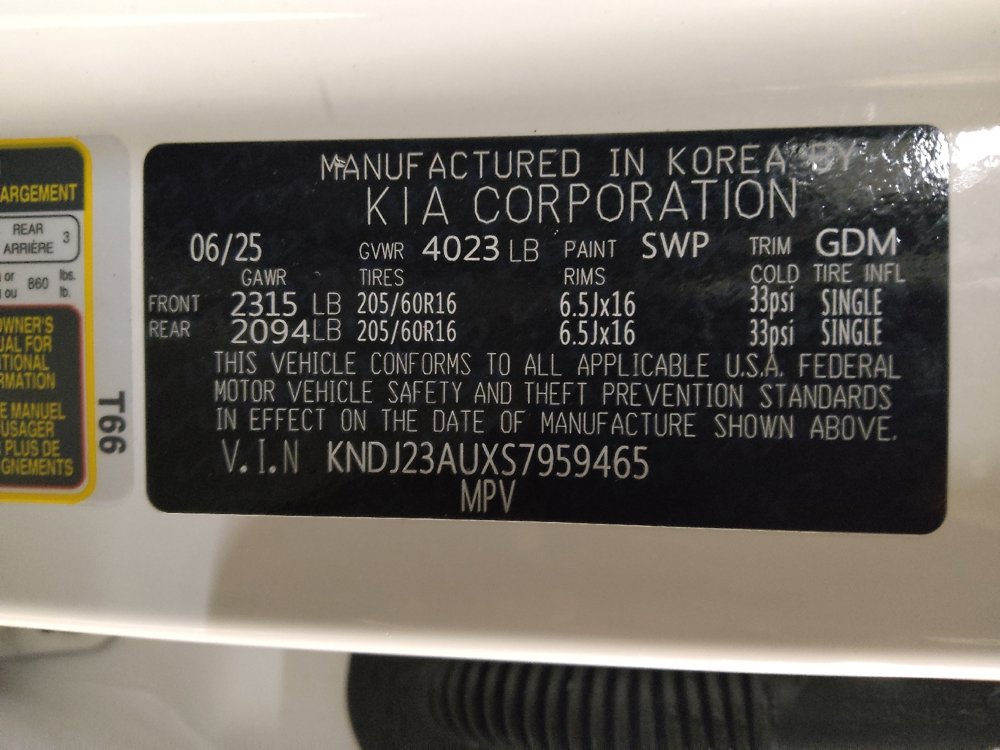 ARGEMENT
REAR
ARRIÈRE 3
or 860 lbs.
ou lb.
OWNER'S
UAL FOR
ITIONAL
RMATION
E MANUEL
USAGER
PLUS DE
GNEMENTS
T66
MANUFACTURED IN KOREA BY
KIA CORPORATION
06/25 GVWR 4023 LB PAINT SWP TRIM GDM
GAWR TIRES RIMS COLD TIRE INFL
FRONT 2315 LB 205/60R16 6.5Jx16 33psi SINGLE
REAR 2094 LB 205/60R16 6.5Jx16 33psi SINGLE
THIS VEHICLE CONFORMS TO ALL APPLICABLE U.S.A. FEDERAL
MOTOR VEHICLE SAFETY AND THEFT PREVENTION STANDARDS
IN EFFECT ON THE DATE OF MANUFACTURE SHOWN ABOVE.
V.I.N KNDJ23AUXS7959465
MPV